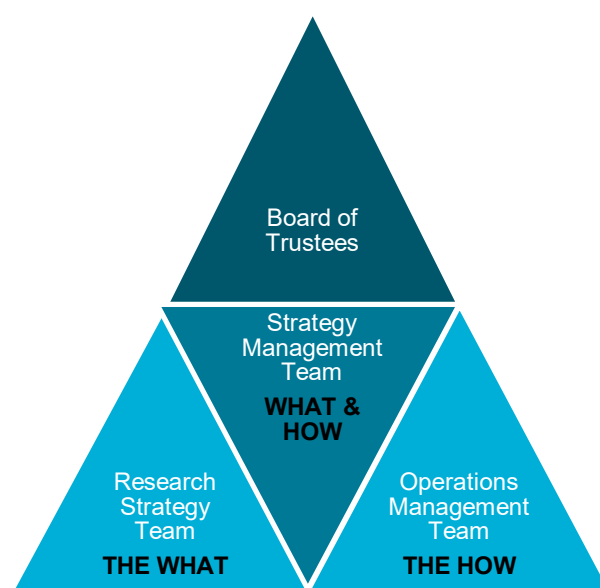 Board of
Trustees
Strategy
Management
Team
WHAT &
HOW
Research
Strategy
Team
THE WHAT
Operations
Management
Team
THE HOW